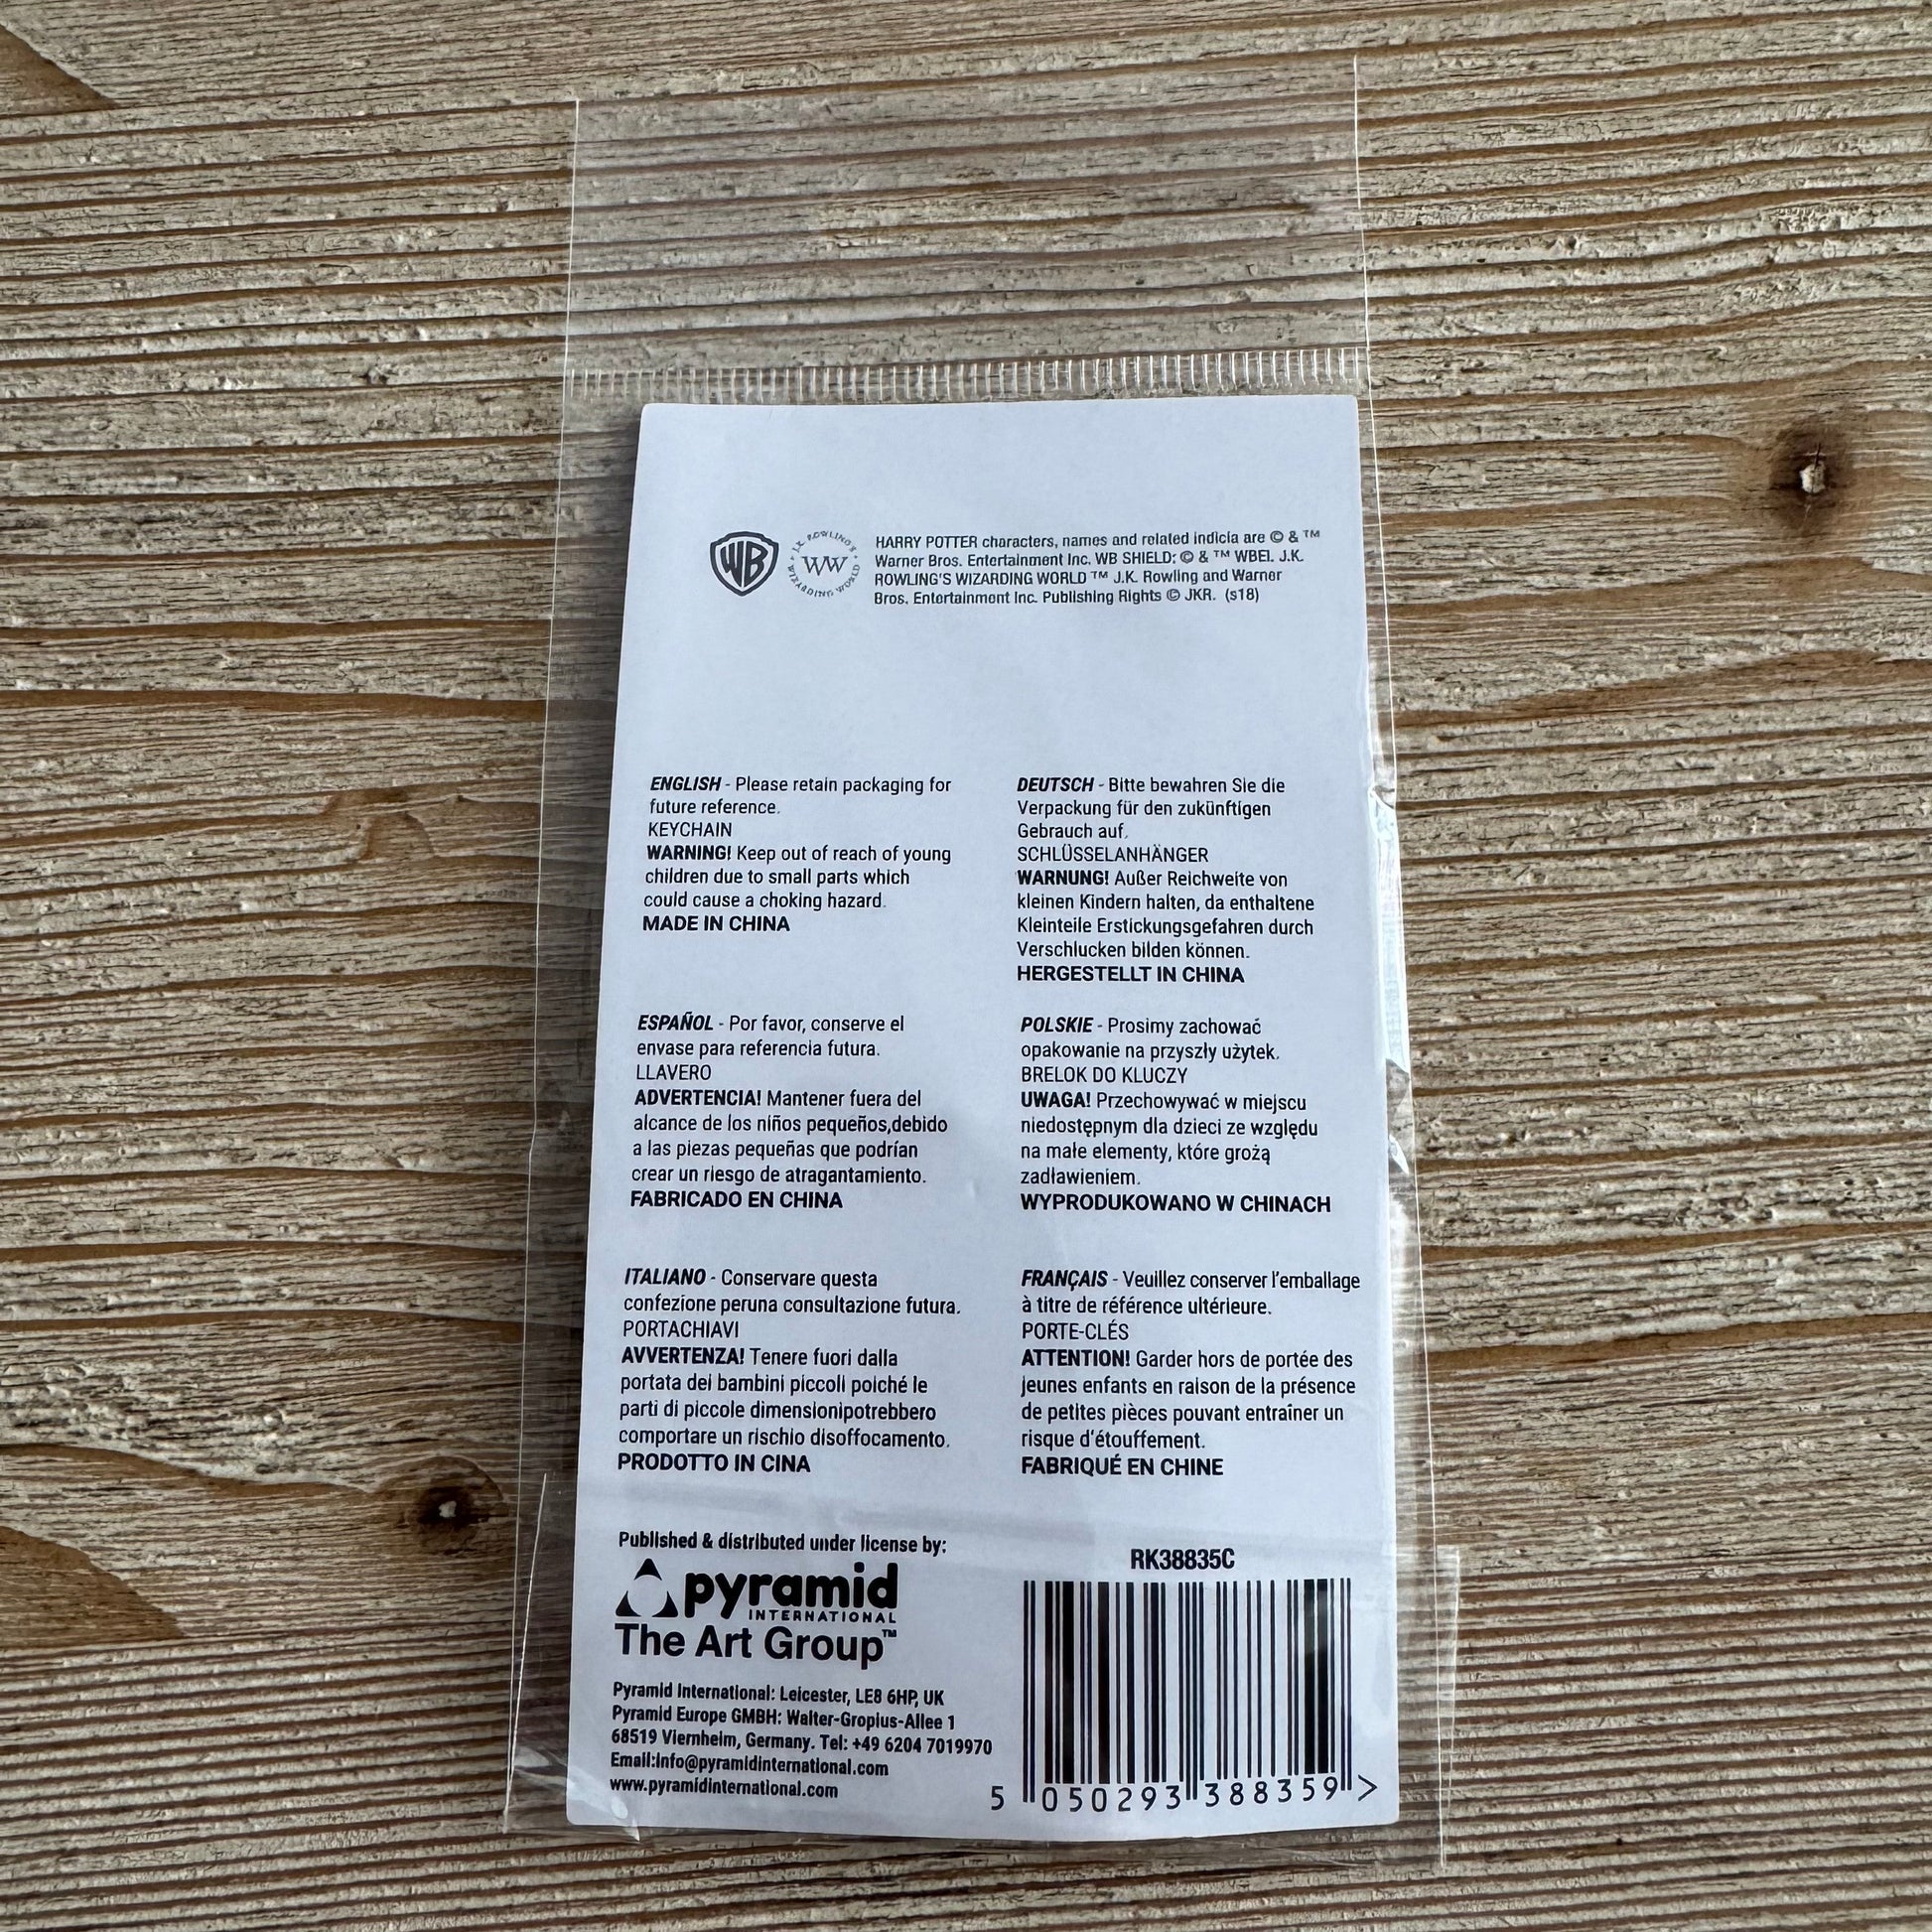 WB
J.K. ROWLING'S WIZARDING WORLD
WW
HARRY POTTER characters, names and related indicia are © & ™
Warner Bros. Entertainment Inc. WB SHIELD: © & ™ WBEI. J.K.
ROWLING'S WIZARDING WORLD ™ J.K. Rowling and Warner
Bros. Entertainment Inc. Publishing Rights © JKR. (s18)
ENGLISH - Please retain packaging for
future reference.
KEYCHAIN
WARNING! Keep out of reach of young
children due to small parts which
could cause a choking hazard.
MADE IN CHINA
DEUTSCH - Bitte bewahren Sie die
Verpackung für den zukünftigen
Gebrauch auf.
SCHLÜSSELANHÄNGER
WARNUNG! Außer Reichweite von
kleinen Kindern halten, da enthaltene
Kleinteile Erstickungsgefahren durch
Verschlucken bilden können.
HERGESTELLT IN CHINA
ESPAÑOL - Por favor, conserve el
envase para referencia futura.
LLAVERO
ADVERTENCIA! Mantener fuera del
alcance de los niños pequeños,debido
a las piezas pequeñas que podrían
crear un riesgo de atragantamiento.
FABRICADO EN CHINA
POLSKIE - Prosimy zachować
opakowanie na przyszły użytek.
BRELOK DO KLUCZY
UWAGA! Przechowywać w miejscu
niedostępnym dla dzieci ze względu
na małe elementy, które grożą
zadławieniem.
WYPRODUKOWANO W CHINACH
ITALIANO - Conservare questa
confezione peruna consultazione futura.
PORTACHIAVI
AVVERTENZA! Tenere fuori dalla
portata dei bambini piccoli poiché le
parti di piccole dimensionipotrebbero
comportare un rischio disoffocamento.
PRODOTTO IN CINA
FRANÇAIS - Veuillez conserver l'emballage
à titre de référence ultérieure.
PORTE-CLÉS
ATTENTION! Garder hors de portée des
jeunes enfants en raison de la présence
de petites pièces pouvant entraîner un
risque d'étouffement.
FABRIQUÉ EN CHINE
Published & distributed under license by:
pyramid
INTERNATIONAL
The Art Group™
Pyramid International: Leicester, LE8 6HP, UK
Pyramid Europe GMBH: Walter-Gropius-Allee 1
68519 Viernheim, Germany. Tel: +49 6204 7019970
Email:info@pyramidinternational.com
www.pyramidinternational.com
RK38835C
5 050293 388359 >